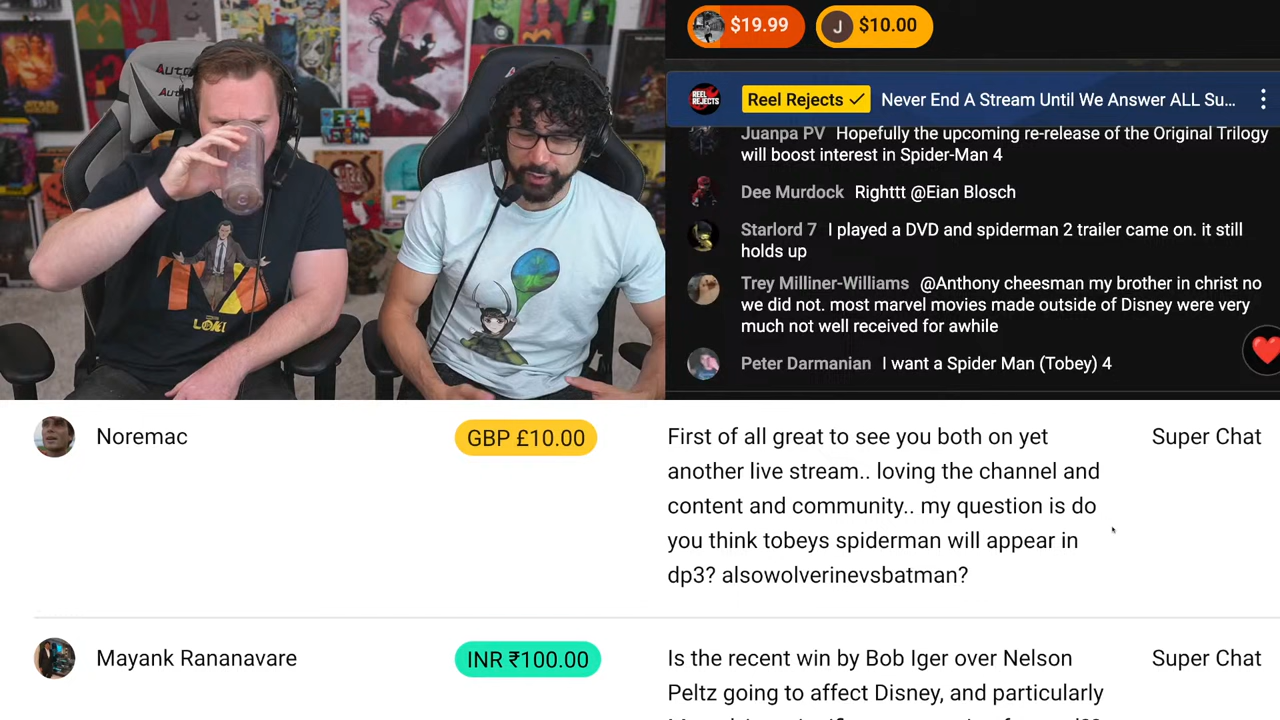 $19.99
J $10.00
REEL REJECTS
Reel Rejects Never End A Stream Until We Answer ALL Su...
Juanpa PV Hopefully the upcoming re-release of the Original Trilogy
will boost interest in Spider-Man 4
Dee Murdock Righttt @Eian Blosch
Starlord 7 I played a DVD and spiderman 2 trailer came on. it still
holds up
Trey Milliner-Williams @Anthony cheesman my brother in christ no
we did not. most marvel movies made outside of Disney were very
much not well received for awhile
Peter Darmanian I want a Spider Man (Tobey) 4
LOKI
Noremac GBP £10.00 First of all great to see you both on yet Super Chat
another live stream.. loving the channel and
content and community.. my question is do
you think tobeys spiderman will appear in
dp3? alsowolverinevsbatman?
Mayank Rananavare INR ₹100.00 Is the recent win by Bob Iger over Nelson Super Chat
Peltz going to affect Disney, and particularly